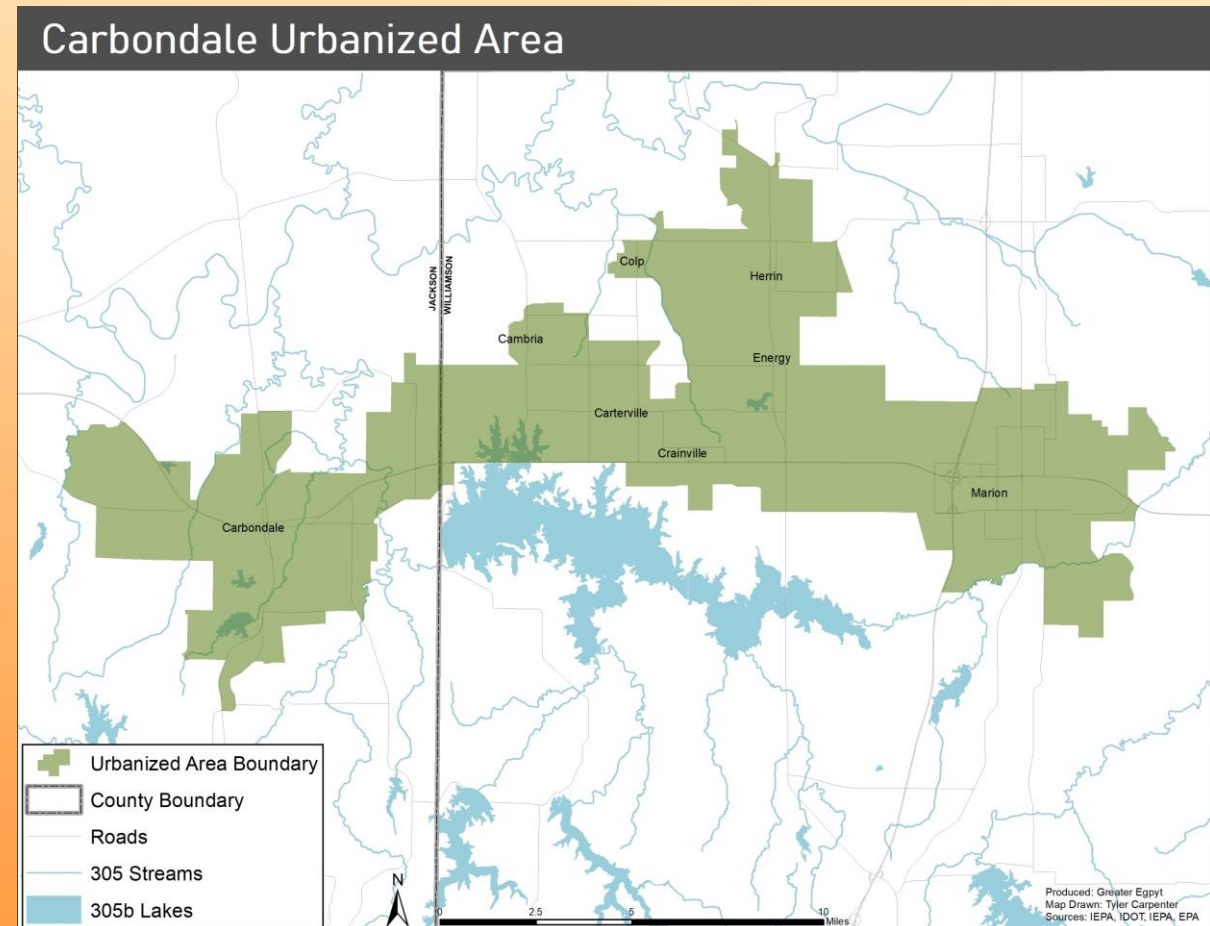 Carbondale Urbanized Area
JACKSON
WILLIAMSON
Colp
Herrin
Cambria
Energy
Carterville
Crainville
Marion
Carbondale
Urbanized Area Boundary
County Boundary
Roads
305 Streams
305b Lakes
N
0 2.5 5 10
Miles
Produced: Greater Egpyt
Map Drawn: Tyler Carpenter
Sources: IEPA, IDOT, IEPA, EPA